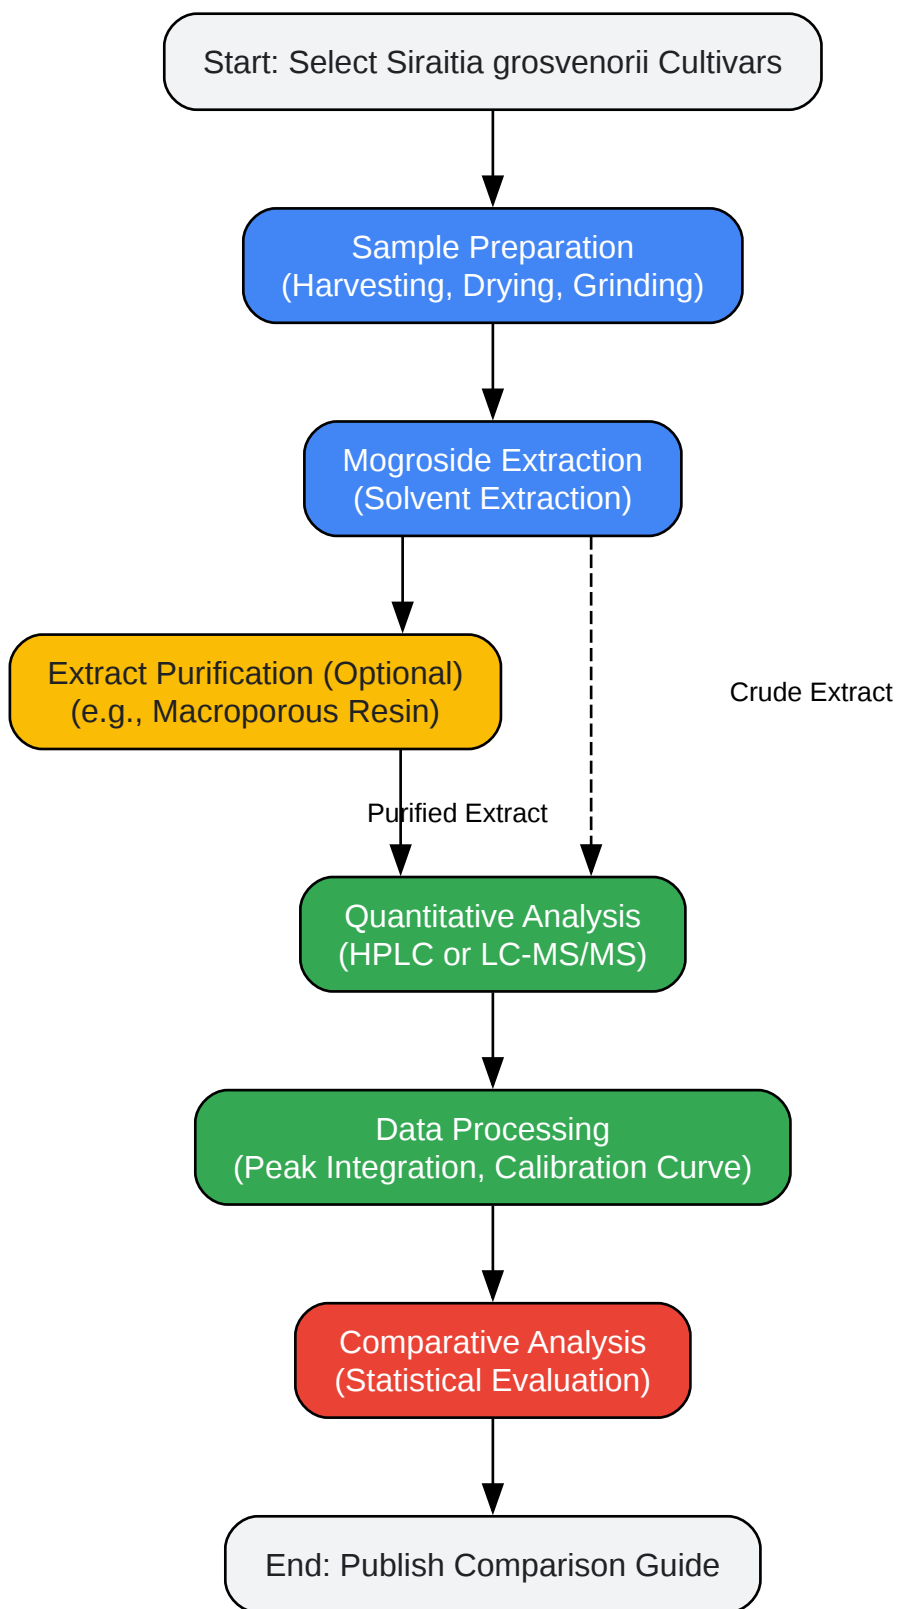 Start: Select Siraitia grosvenorii Cultivars
Sample Preparation
(Harvesting, Drying, Grinding)
Mogroside Extraction
(Solvent Extraction)
Extract Purification (Optional)
(e.g., Macroporous Resin)
Crude Extract
Purified Extract
Quantitative Analysis
(HPLC or LC-MS/MS)
Data Processing
(Peak Integration, Calibration Curve)
Comparative Analysis
(Statistical Evaluation)
End: Publish Comparison Guide